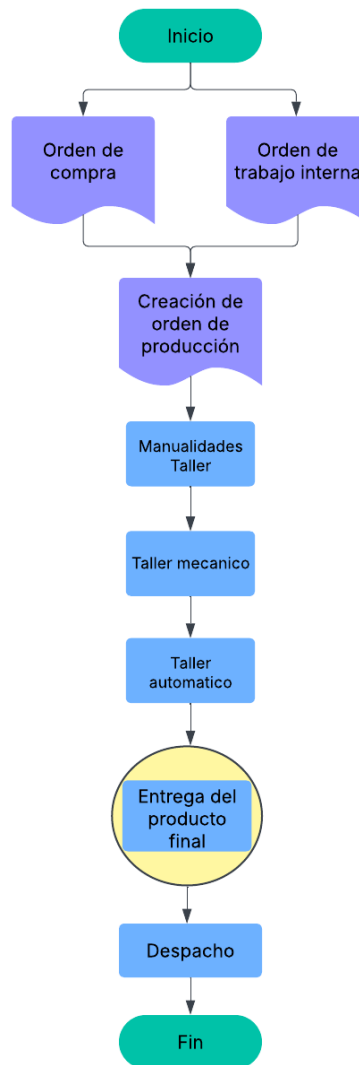 Inicio
Orden de
compra
Orden de
trabajo interna
Creación de
orden de
producción
Manualidades
Taller
Taller mecanico
Taller
automatico
Entrega del
producto
final
Despacho
Fin